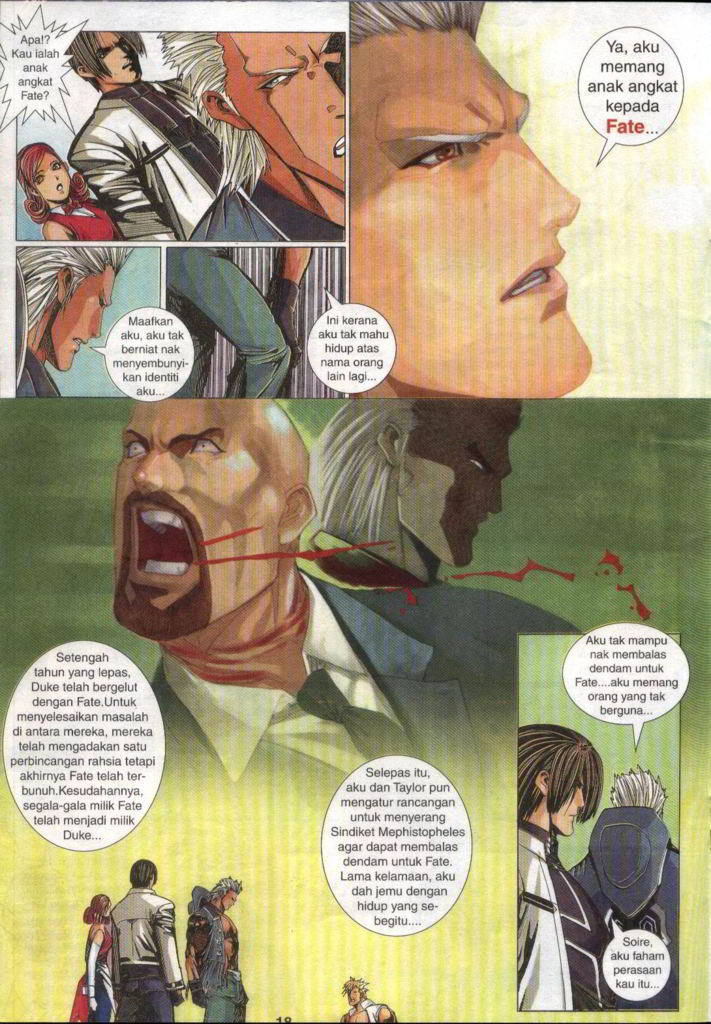 Apa!?
Kau ialah
anak
angkat
Fate?
Ya, aku
memang
anak angkat
kepada
Fate...
Maafkan
aku, aku tak
berniat nak
menyembunyi-
kan identiti
aku...
Ini kerana
aku tak mahu
hidup atas
nama orang
lain lagi...
Setengah
tahun yang lepas,
Duke telah bergelut
dengan Fate.Untuk
menyelesaikan masalah
di antara mereka, mereka
telah mengadakan satu
perbincangan rahsia tetapi
akhirnya Fate telah ter-
bunuh.Kesudahannya,
segala-gala milik Fate
telah menjadi milik
Duke...
Selepas itu,
aku dan Taylor pun
mengatur rancangan
untuk menyerang
Sindiket Mephistopheles
agar dapat membalas
dendam untuk Fate.
Lama kelamaan, aku
dah jemu dengan
hidup yang se-
begitu....
Aku tak mampu
nak membalas
dendam untuk
Fate....aku memang
orang yang tak
berguna...
Soire,
aku faham
perasaan
kau itu...
18